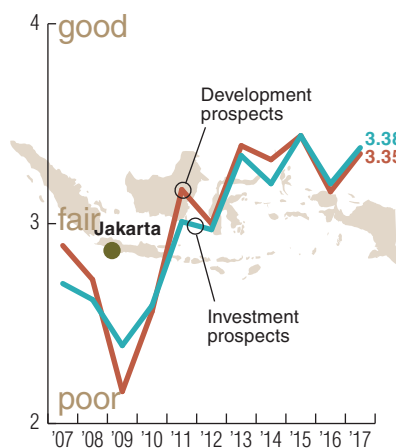 4
good
Development
prospects
3.38
3.35
3
fair
Jakarta
Investment
prospects
poor
2
'07 '08 '09 '10 '11 '12 '13 '14 '15 '16 '17